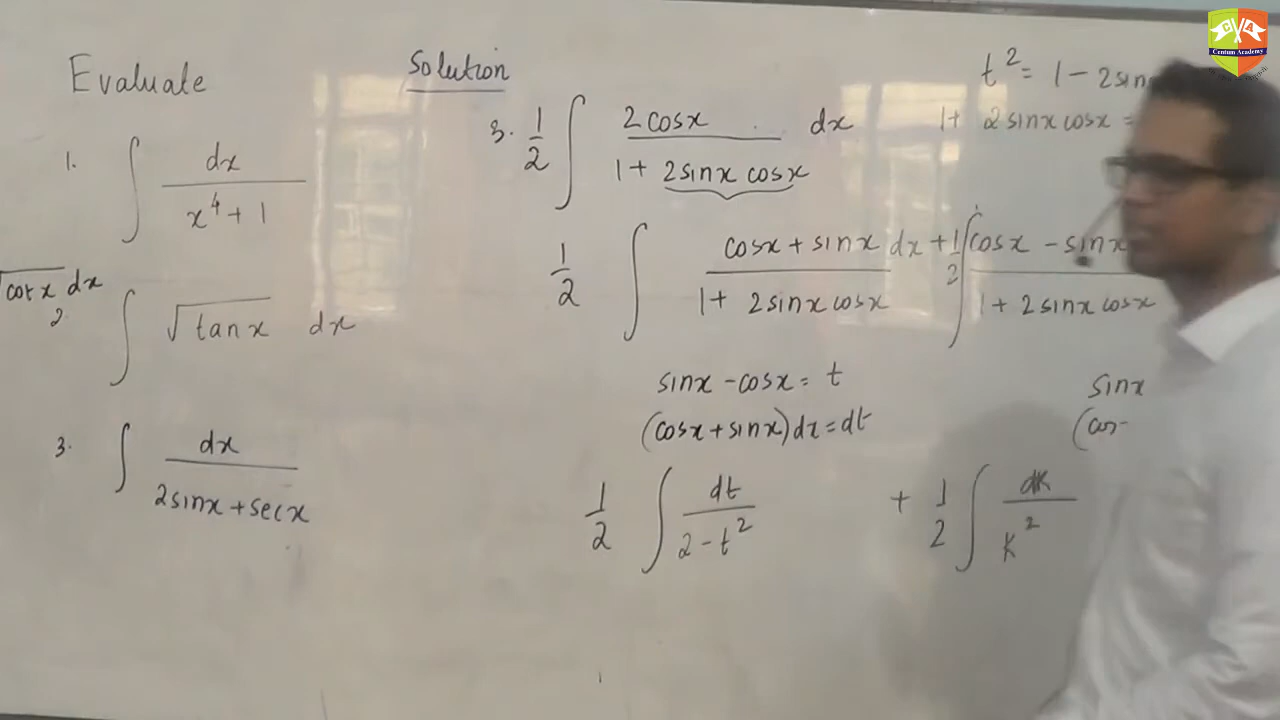 Evaluate
1. ∫ dx / (x⁴ + 1)
√cot x dx
2. ∫ √tan x dx
3. ∫ dx / (2sinx + secx)
Solution
3. 1/2 ∫ 2cosx / (1 + 2sinx cosx) dx
1/2 ∫ (cosx + sinx) / (1 + 2sinx cosx) dx + 1/2 ∫ (cosx - sinx) / (1 + 2sinx cosx)
sinx - cosx = t
(cosx + sinx)dx = dt
sinx
(cos-
1/2 ∫ dt / (2 - t²) + 1/2 ∫ dk / k²
t² = 1 - 2sin
1 + 2sinx cosx =
Centum Academy